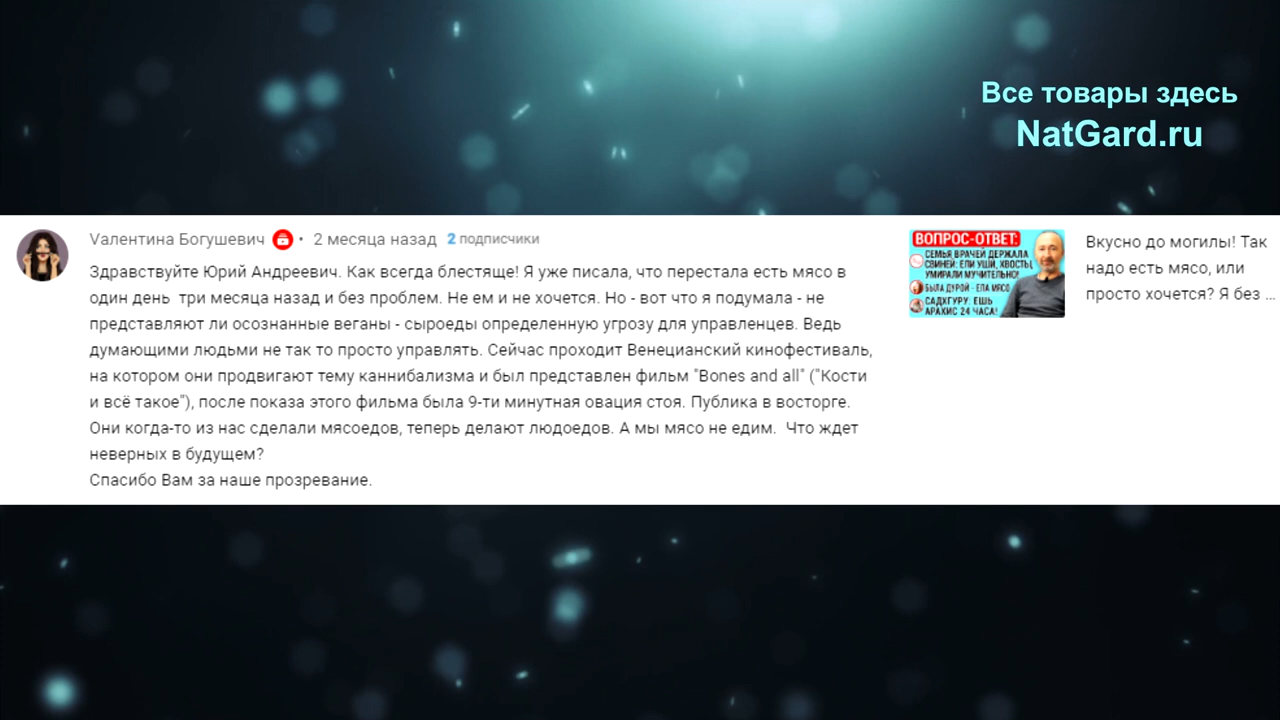 Все товары здесь
NatGard.ru
Валентина Богушевич • 2 месяца назад 2 подписчики
Здравствуйте Юрий Андреевич. Как всегда блестяще! Я уже писала, что перестала есть мясо в
один день три месяца назад и без проблем. Не ем и не хочется. Но - вот что я подумала - не
представляют ли осознанные веганы - сыроеды определенную угрозу для управленцев. Ведь
думающими людьми не так то просто управлять. Сейчас проходит Венецианский кинофестиваль,
на котором они продвигают тему каннибализма и был представлен фильм "Bones and all" ("Кости
и всё такое"), после показа этого фильма была 9-ти минутная овация стоя. Публика в восторге.
Они когда-то из нас сделали мясоедов, теперь делают людоедов. А мы мясо не едим. Что ждет
неверных в будущем?
Спасибо Вам за наше прозревание.
ВОПРОС-ОТВЕТ:
СЕМЬЯ ВРАЧЕЙ ДЕРЖАЛА
СВИНЕЙ: ЕЛИ УШИ, ХВОСТЫ,
УМИРАЛИ МУЧИТЕЛЬНО!
БЫЛА ДУРОЙ - ЕЛА МЯСО
САДХГУРУ: ЕШЬ
АРАХИС 24 ЧАСА!
Вкусно до могилы! Так
надо есть мясо, или
просто хочется? Я без ...